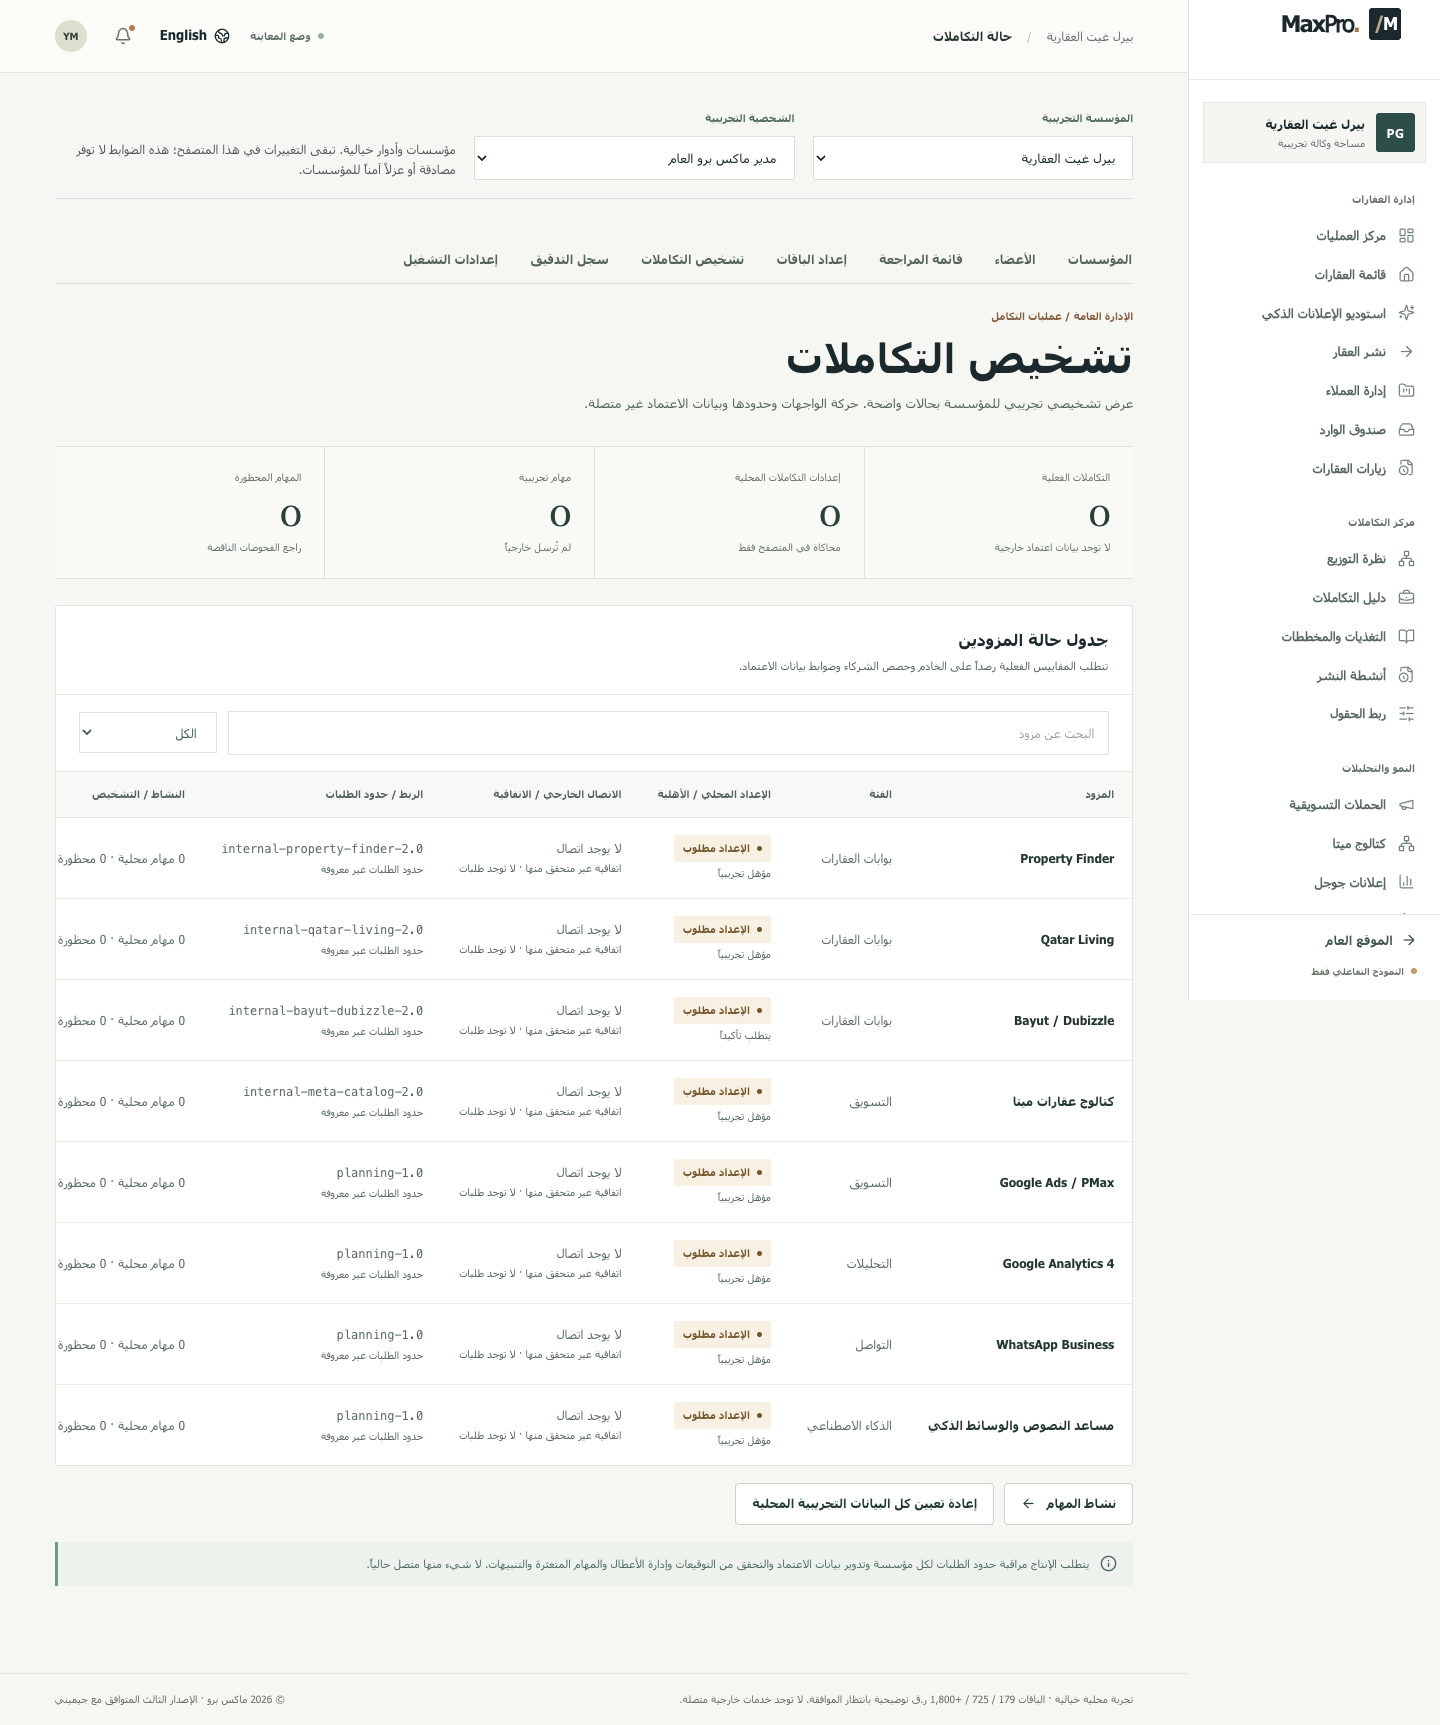 MaxPro.
/M
بيرل غيت العقارية / حالة التكاملات
وضع المعاينة
English
YM
PG
بيرل غيت العقارية
مساحة وكالة تجريبية
إدارة العقارات
مركز العمليات
قائمة العقارات
استوديو الإعلانات الذكي
نشر العقار
إدارة العملاء
صندوق الوارد
زيارات العقارات
مركز التكاملات
نظرة التوزيع
دليل التكاملات
التغذيات والمخططات
أنشطة النشر
ربط الحقول
النمو والتحليلات
الحملات التسويقية
كتالوج ميتا
إعلانات جوجل
الموقع العام
النموذج التفاعلي فقط
المؤسسة التجريبية
بيرل غيت العقارية
الشخصية التجريبية
مدير ماكس برو العام
مؤسسات وأدوار خيالية. تبقى التغييرات في هذا المتصفح؛ هذه الضوابط لا توفر
مصادقة أو عزلاً آمناً للمؤسسات.
المؤسسات الأعضاء قائمة المراجعة إعداد الباقات تشخيص التكاملات سجل التدقيق إعدادات التشغيل
الإدارة العامة / عمليات التكامل
تشخيص التكاملات
عرض تشخيصي تجريبي للمؤسسة بحالات واضحة. حركة الواجهات وحدودها وبيانات الاعتماد غير متصلة.
التكاملات الفعلية
0
لا توجد بيانات اعتماد خارجية
إعدادات التكاملات المحلية
0
محاكاة في المتصفح فقط
مهام تجريبية
0
لم تُرسل خارجياً
المهام المحظورة
0
راجع الفحوصات الناقصة
جدول حالة المزودين
تتطلب المقاييس الفعلية رصداً على الخادم وحصص الشركاء وضوابط بيانات الاعتماد.
البحث عن مزود
الكل
المزود الفئة الإعداد المحلي / الأهلية الاتصال الخارجي / الاتفاقية الربط / حدود الطلبات النشاط / التشخيص
Property Finder بوابات العقارات الإعداد مطلوب لا يوجد اتصال internal-property-finder-2.0 0 مهام محلية · 0 محظورة
مؤهل تجريبياً اتفاقية غير متحقق منها · لا توجد طلبات حدود الطلبات غير معروفة
Qatar Living بوابات العقارات الإعداد مطلوب لا يوجد اتصال internal-qatar-living-2.0 0 مهام محلية · 0 محظورة
مؤهل تجريبياً اتفاقية غير متحقق منها · لا توجد طلبات حدود الطلبات غير معروفة
Bayut / Dubizzle بوابات العقارات الإعداد مطلوب لا يوجد اتصال internal-bayut-dubizzle-2.0 0 مهام محلية · 0 محظورة
يتطلب تأكيداً اتفاقية غير متحقق منها · لا توجد طلبات حدود الطلبات غير معروفة
كتالوج عقارات ميتا التسويق الإعداد مطلوب لا يوجد اتصال internal-meta-catalog-2.0 0 مهام محلية · 0 محظورة
مؤهل تجريبياً اتفاقية غير متحقق منها · لا توجد طلبات حدود الطلبات غير معروفة
Google Ads / PMax التسويق الإعداد مطلوب لا يوجد اتصال planning-1.0 0 مهام محلية · 0 محظورة
مؤهل تجريبياً اتفاقية غير متحقق منها · لا توجد طلبات حدود الطلبات غير معروفة
Google Analytics 4 التحليلات الإعداد مطلوب لا يوجد اتصال planning-1.0 0 مهام محلية · 0 محظورة
مؤهل تجريبياً اتفاقية غير متحقق منها · لا توجد طلبات حدود الطلبات غير معروفة
WhatsApp Business التواصل الإعداد مطلوب لا يوجد اتصال planning-1.0 0 مهام محلية · 0 محظورة
مؤهل تجريبياً اتفاقية غير متحقق منها · لا توجد طلبات حدود الطلبات غير معروفة
مساعد النصوص والوسائط الذكي الذكاء الاصطناعي الإعداد مطلوب لا يوجد اتصال planning-1.0 0 مهام محلية · 0 محظورة
مؤهل تجريبياً اتفاقية غير متحقق منها · لا توجد طلبات حدود الطلبات غير معروفة
نشاط المهام
إعادة تعيين كل البيانات التجريبية المحلية
يتطلب الإنتاج مراقبة حدود الطلبات لكل مؤسسة وتدوير بيانات الاعتماد والتحقق من التوقيعات وإدارة الأعطال والمهام المتعثرة والتنبيهات. لا شيء منها متصل حالياً.
تجربة محلية خيالية · الباقات 179 / 725 / +1,800 ر.ق توضيحية بانتظار الموافقة. لا توجد خدمات خارجية متصلة.
© 2026 ماكس برو · الإصدار الثالث المتوافق مع جيميني